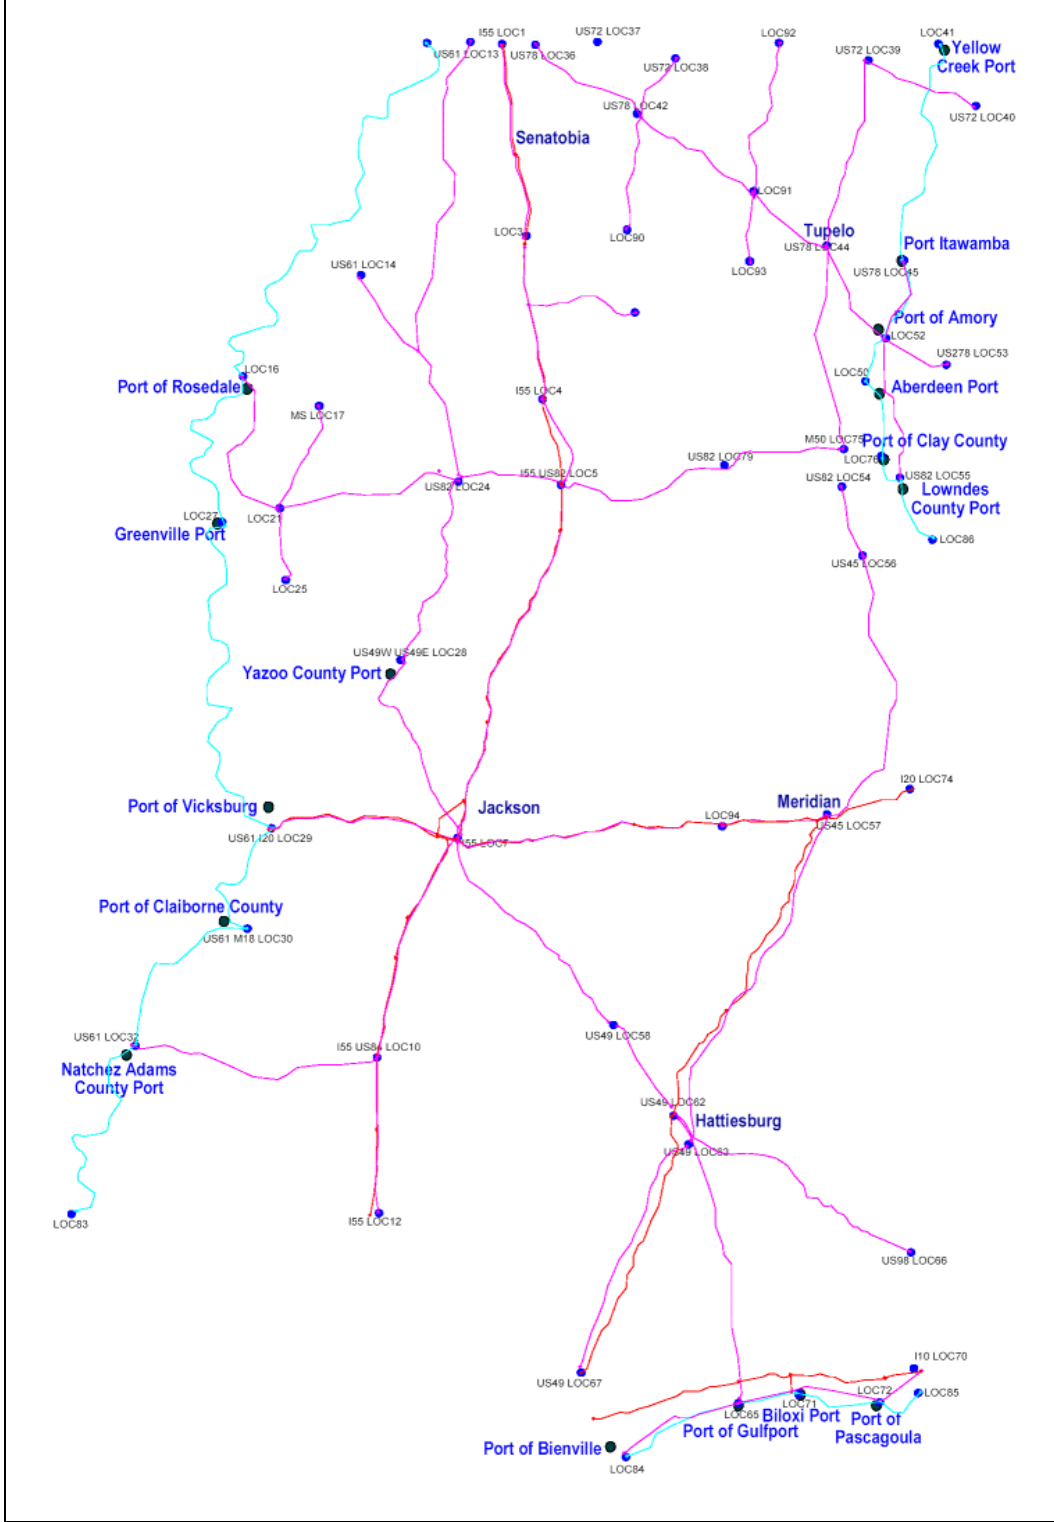 I55 LOC1
US72 LOC37
LOC92
LOC41
US61 LOC13
US78 LOC36
US72 LOC39
Yellow
Creek Port
US72 LOC38
US78 LOC42
US72 LOC40
Senatobia
LOC91
LOC3
LOC90
Tupelo
US78 LOC44
Port Itawamba
US61 LOC14
LOC93
US78 LOC45
Port of Amory
LOC52
LOC16
US278 LOC53
LOC50
Port of Rosedale
Aberdeen Port
I55 LOC4
MS LOC17
M50 LOC75
Port of Clay County
LOC76
US82 LOC79
I55 US82 LOC5
US82 LOC55
US82 LOC24
US82 LOC54
Lowndes
County Port
LOC27
LOC21
Greenville Port
LOC86
US45 LOC56
LOC25
US49W US49E LOC28
Yazoo County Port
I20 LOC74
Port of Vicksburg
Jackson
Meridian
LOC94
US45 LOC57
US61 I20 LOC29
I55 LOC7
Port of Claiborne County
US61 M18 LOC30
US49 LOC58
US61 LOC32
I55 US84 LOC10
Natchez Adams
County Port
US49 LOC62
Hattiesburg
US49 LOC63
LOC83
I55 LOC12
US98 LOC66
I10 LOC70
US49 LOC67
LOC72
LOC85
LOC65
LOC71
Biloxi Port
Port of
Pascagoula
Port of Gulfport
Port of Bienville
LOC84